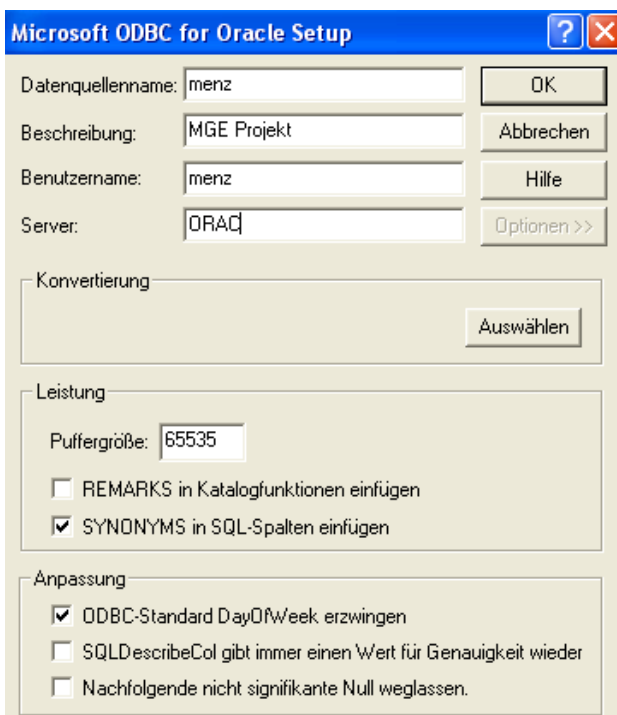 Microsoft ODBC for Oracle Setup
Datenquellenname: menz OK
Beschreibung: MGE Projekt Abbrechen
Benutzername: menz Hilfe
Server: ORAC Optionen >>
Konvertierung
Auswählen
Leistung
Puffergröße: 65535
REMARKS in Katalogfunktionen einfügen
SYNONYMS in SQL-Spalten einfügen
Anpassung
ODBC-Standard DayOfWeek erzwingen
SQLDescribeCol gibt immer einen Wert für Genauigkeit wieder
Nachfolgende nicht signifikante Null weglassen.